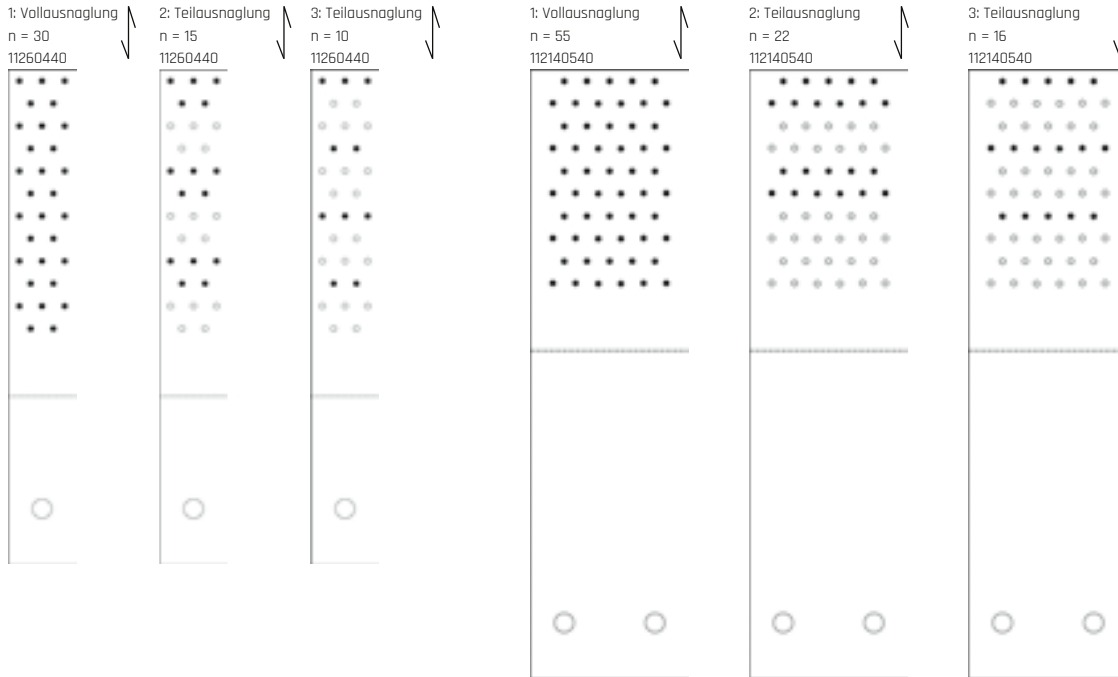 1: Vollausnaglung
n = 30
11260440
2: Teilausnaglung
n = 15
11260440
3: Teilausnaglung
n = 10
11260440
1: Vollausnaglung
n = 55
112140540
2: Teilausnaglung
n = 22
112140540
3: Teilausnaglung
n = 16
112140540